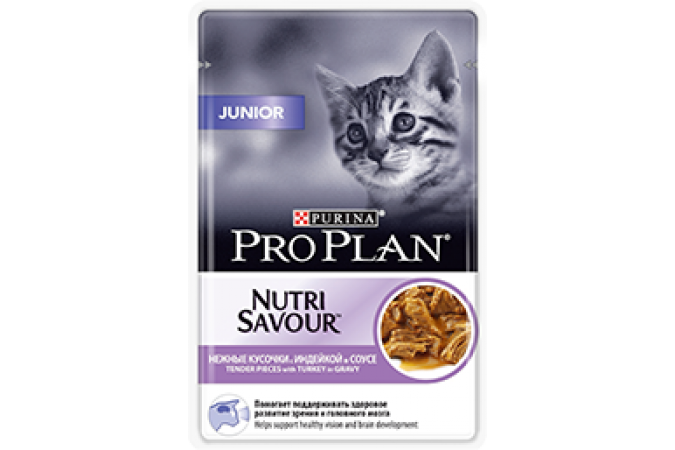 JUNIOR
PURINA®
PRO PLAN®
NUTRI
SAVOUR™
НЕЖНЫЕ КУСОЧКИ с ИНДЕЙКОЙ в СОУСЕ
TENDER PIECES with TURKEY in GRAVY
Помогает поддерживать здоровое
развитие зрения и головного мозга
Helps support healthy vision and brain development.